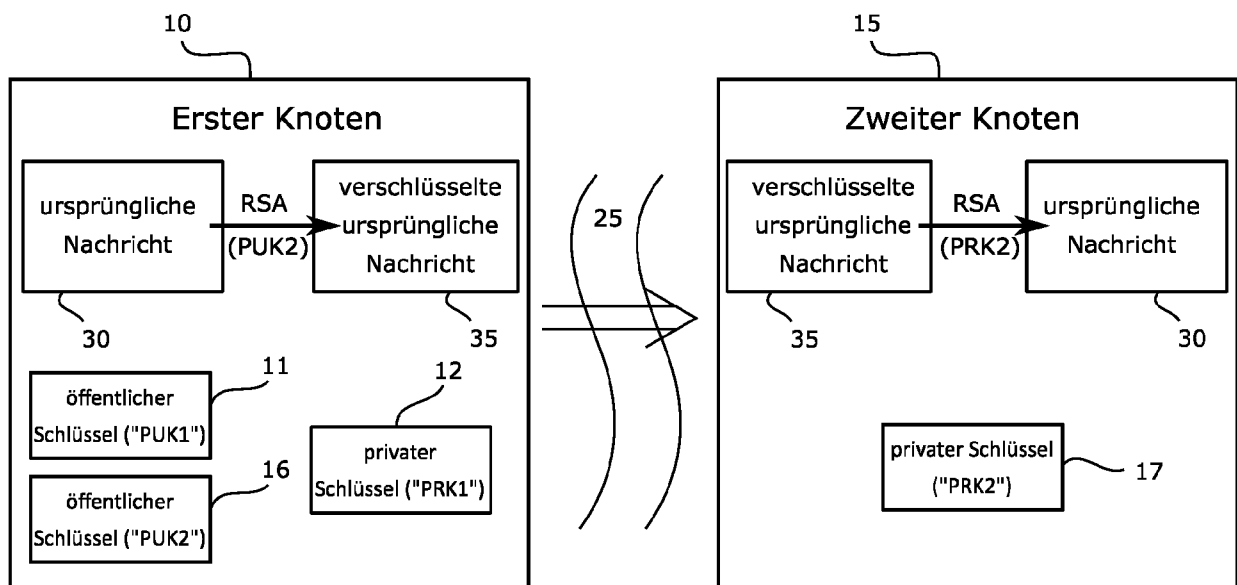 10
15
Erster Knoten
ursprüngliche
Nachricht
RSA
(PUK2)
verschlüsselte
ursprüngliche
Nachricht
30
35
11
öffentlicher
Schlüssel ("PUK1")
12
privater
Schlüssel ("PRK1")
16
öffentlicher
Schlüssel ("PUK2")
25
Zweiter Knoten
verschlüsselte
ursprüngliche
Nachricht
RSA
(PRK2)
ursprüngliche
Nachricht
35
30
privater Schlüssel
("PRK2")
17